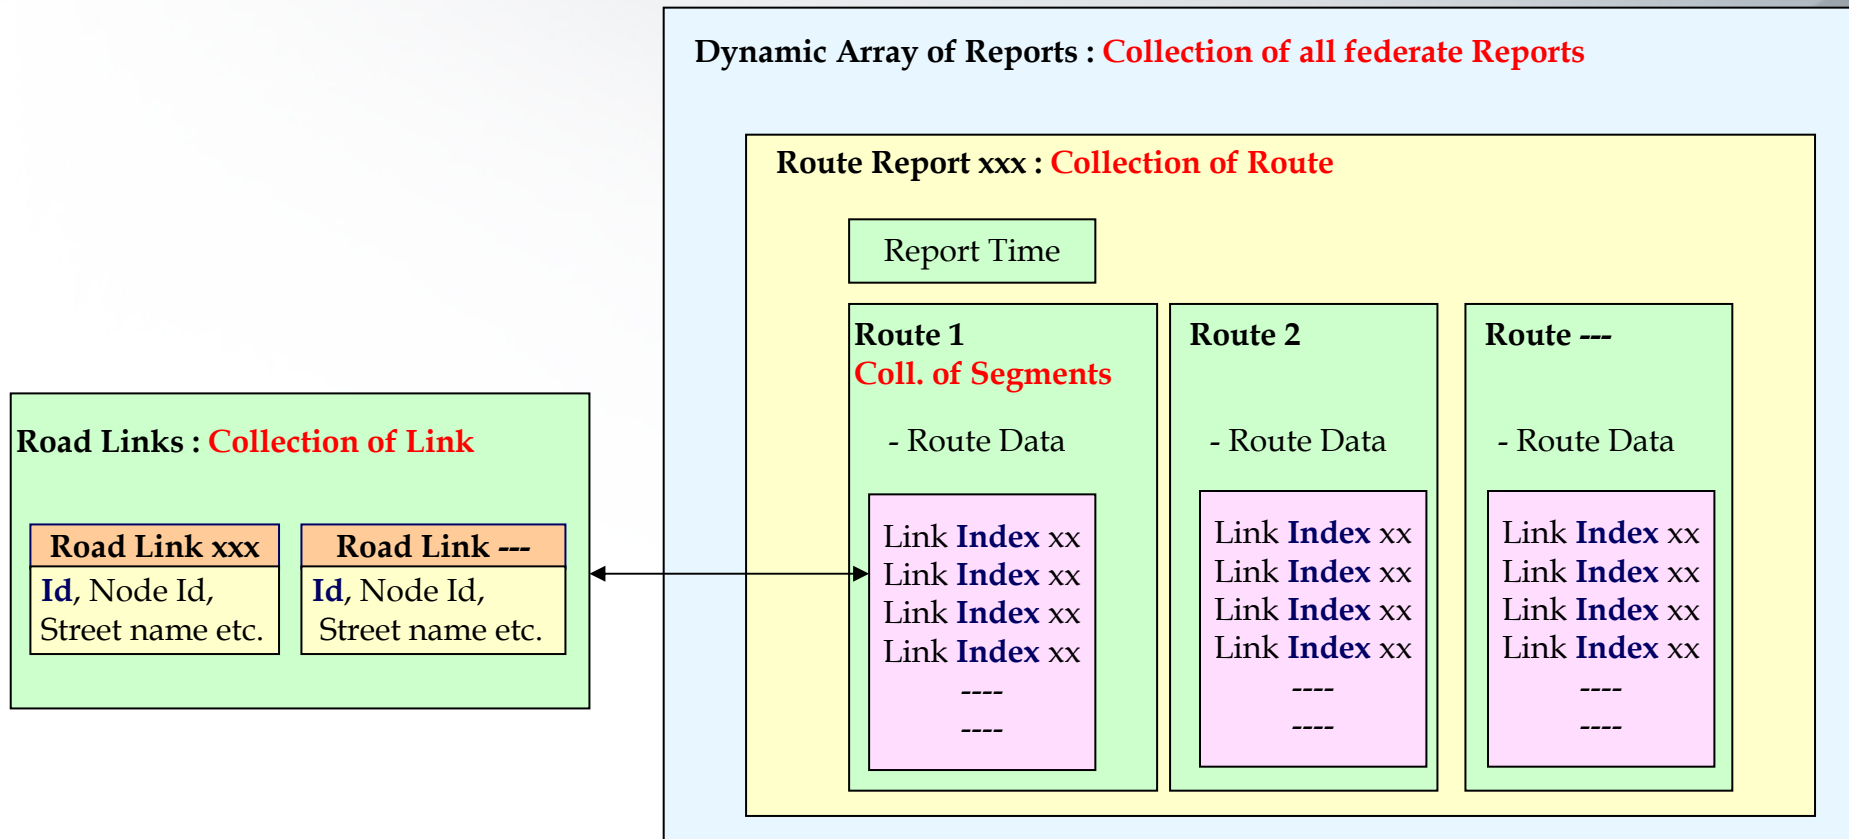 Dynamic Array of Reports : Collection of all federate Reports
Route Report xxx : Collection of Route
Report Time
Route 1
Coll. of Segments
- Route Data
Link Index xx
Link Index xx
Link Index xx
Link Index xx
----
----
Route 2
- Route Data
Link Index xx
Link Index xx
Link Index xx
Link Index xx
----
----
Route ---
- Route Data
Link Index xx
Link Index xx
Link Index xx
Link Index xx
----
----
Road Links : Collection of Link
Road Link xxx
Id, Node Id,
Street name etc.
Road Link ---
Id, Node Id,
Street name etc.